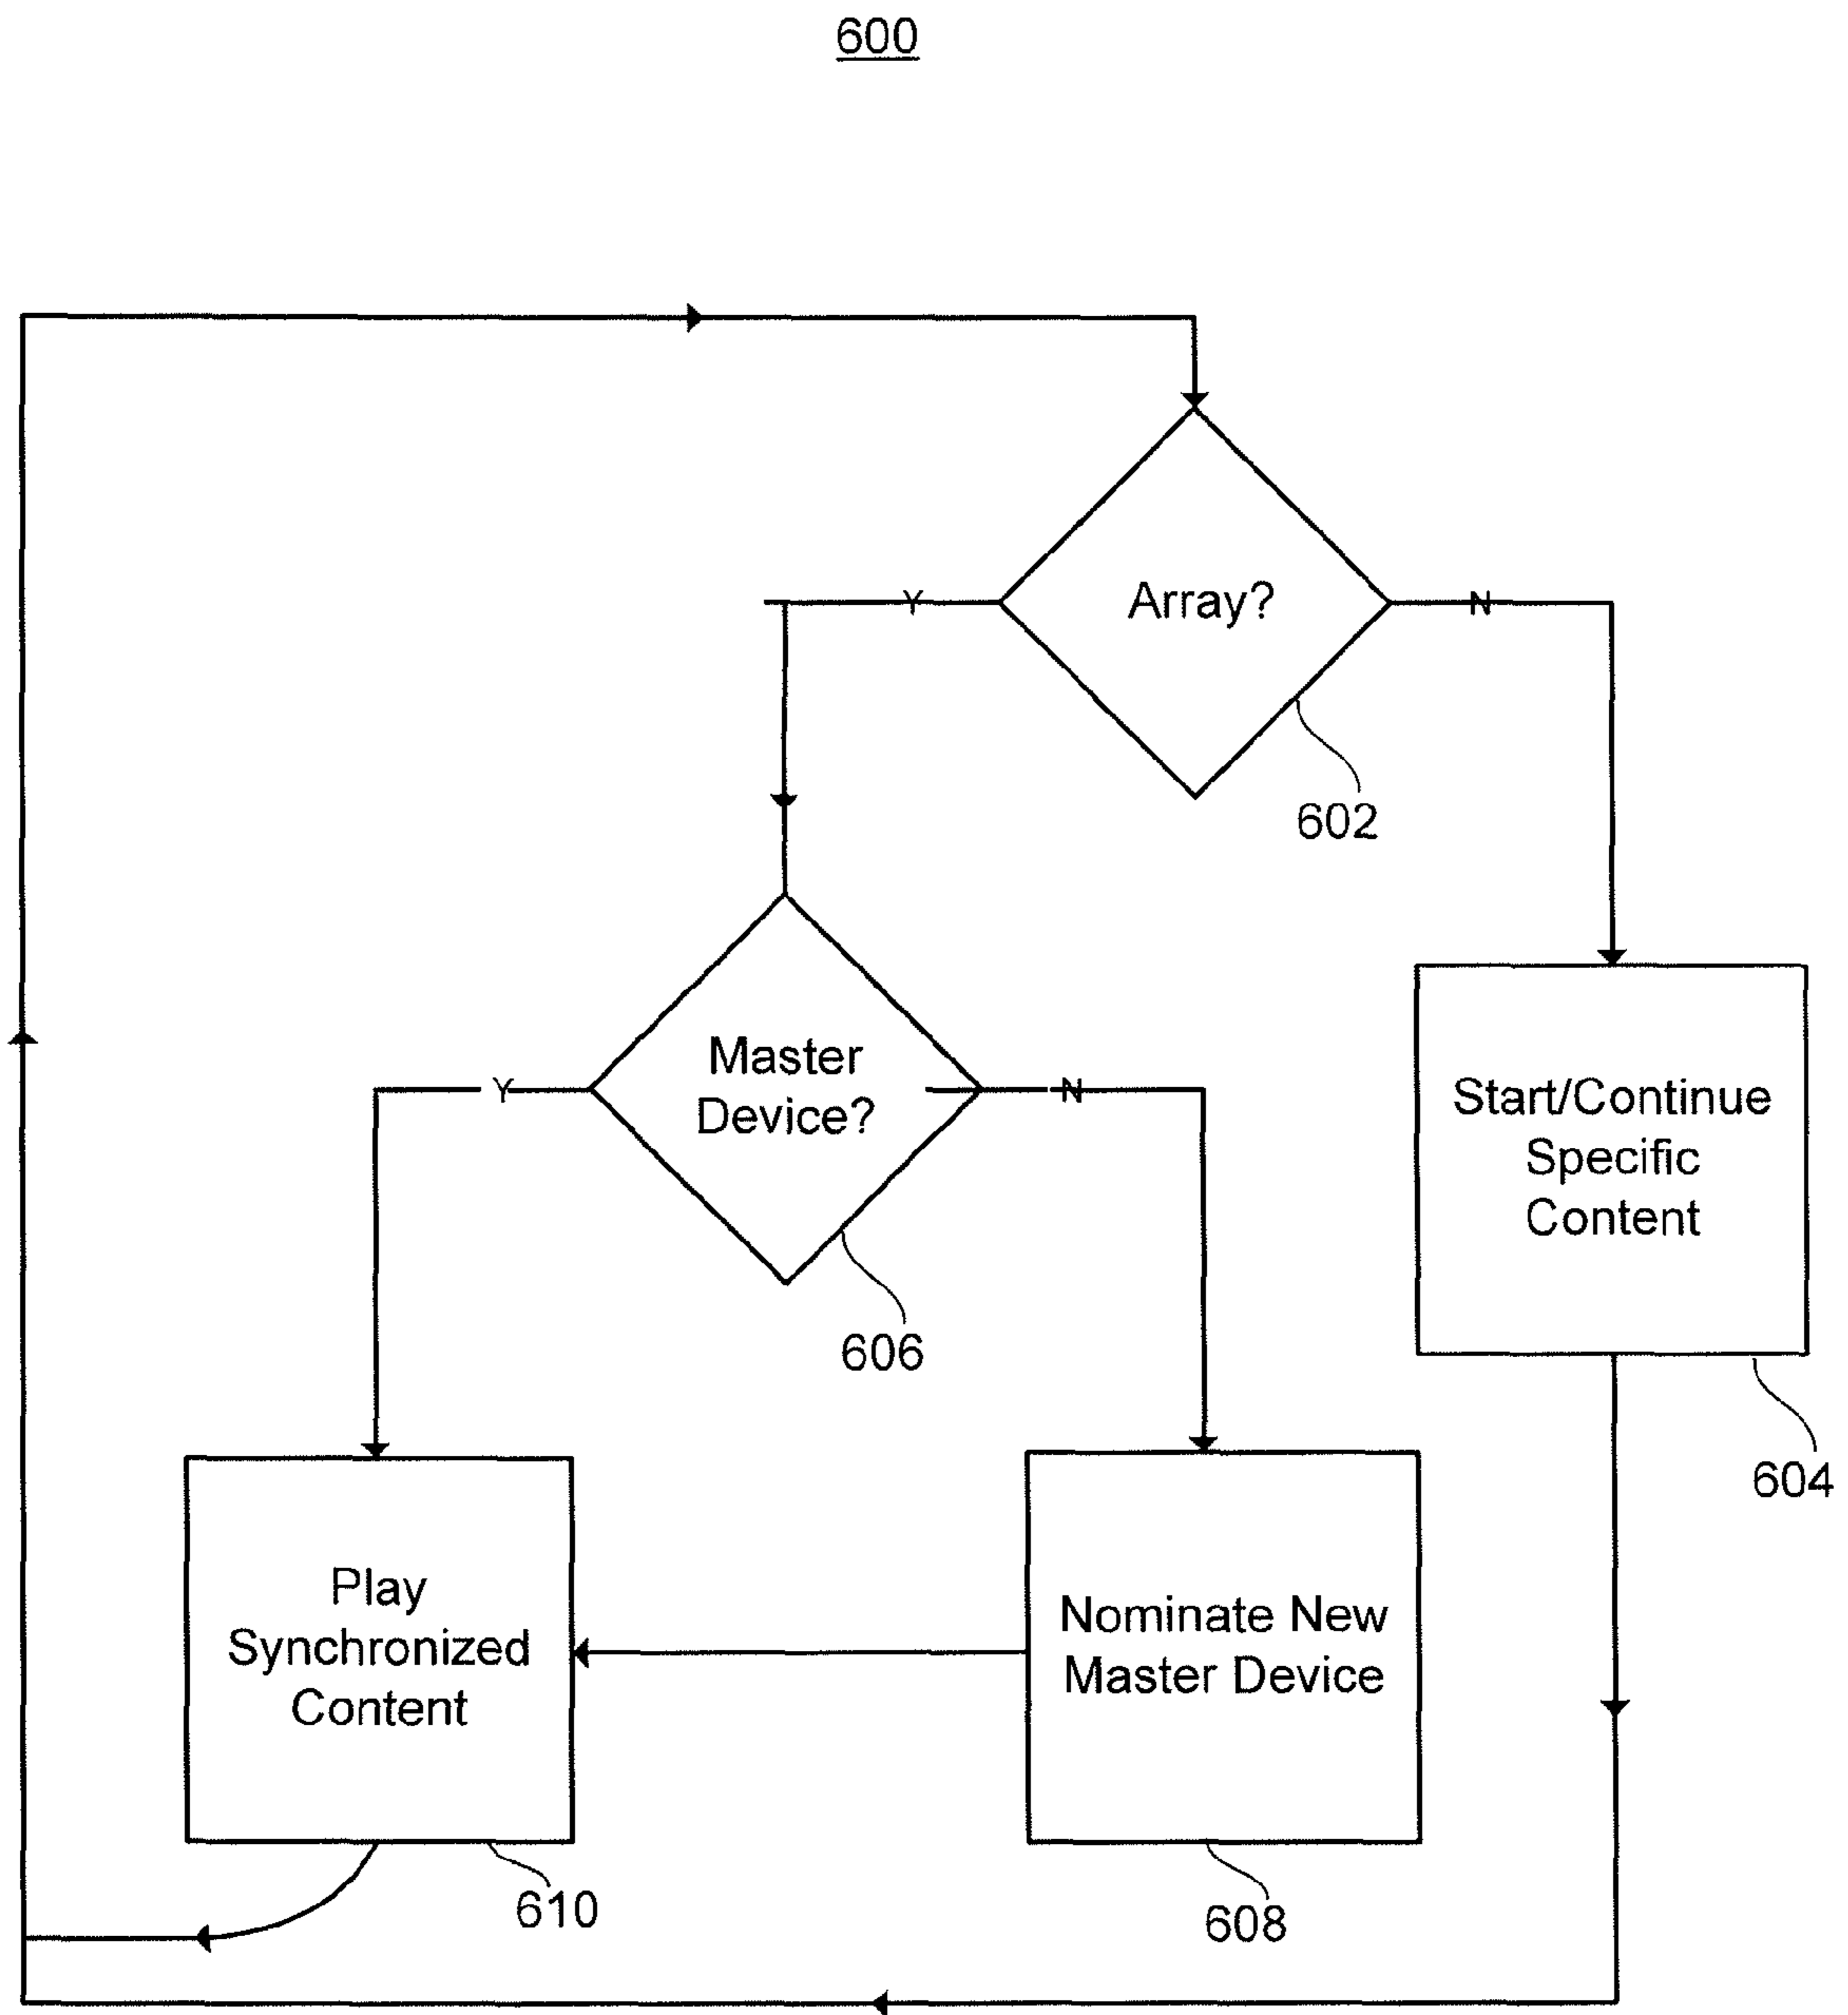 600
Array?
Y
N
602
Master
Device?
Y
N
606
Start/Continue
Specific
Content
604
Play
Synchronized
Content
610
Nominate New
Master Device
608